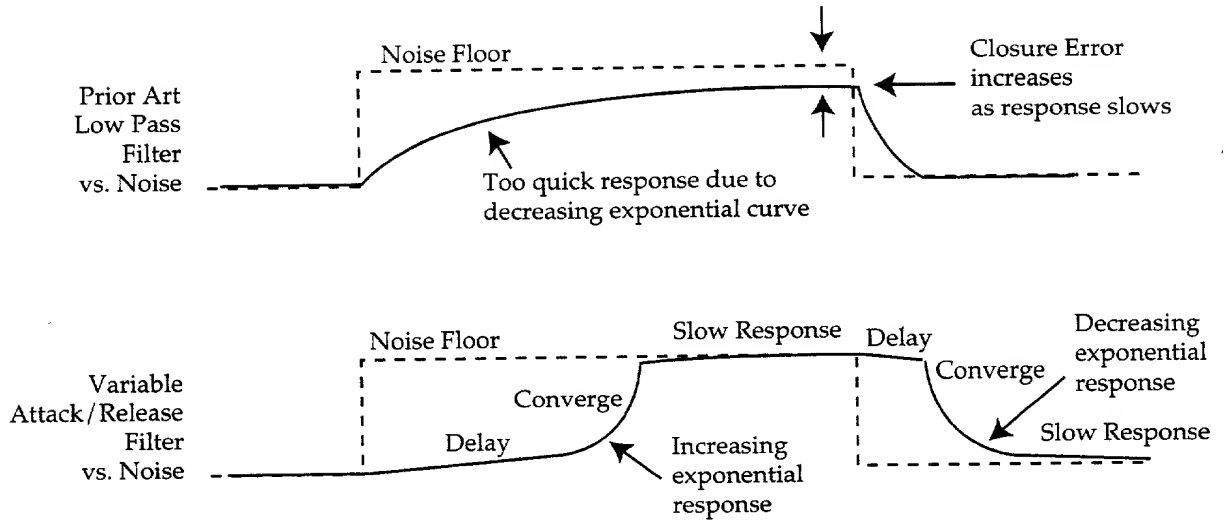 Noise Floor
Closure Error
increases
as response slows
Prior Art
Low Pass
Filter
vs. Noise
Too quick response due to
decreasing exponential curve
Noise Floor
Slow Response
Delay
Decreasing
exponential
response
Variable
Attack/Release
Filter
vs. Noise
Converge
Converge
Delay
Increasing
exponential
response
Slow Response